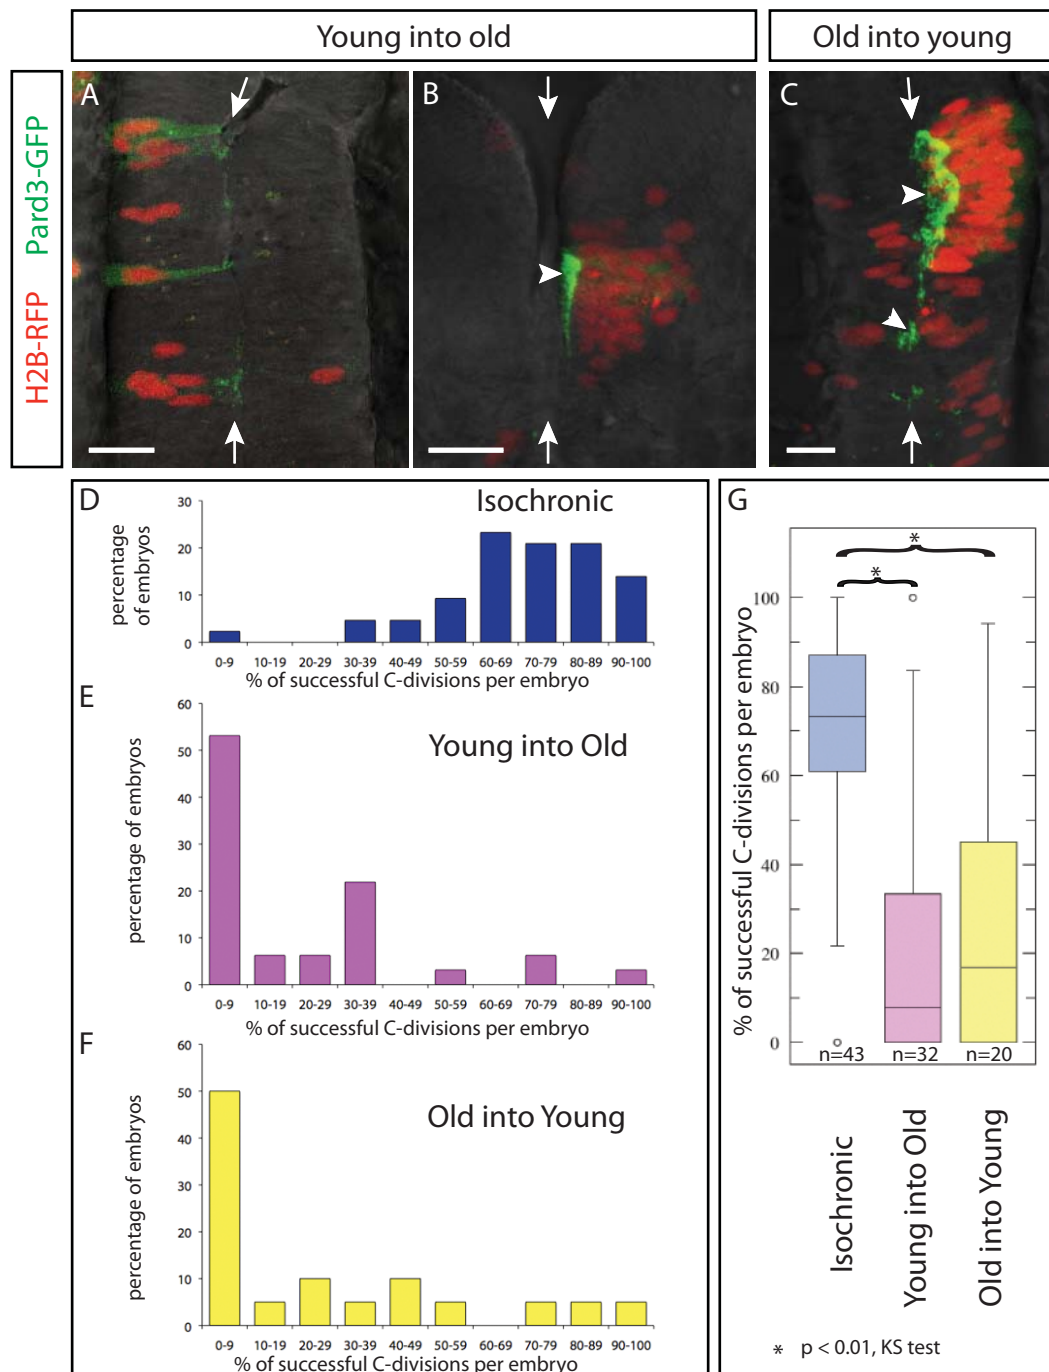 Young into old
Old into young
H2B-RFP Pard3-GFP
A
B
C
D
Isochronic
percentage
of embryos
30
20
10
0
0-9 10-19 20-29 30-39 40-49 50-59 60-69 70-79 80-89 90-100
% of successful C-divisions per embryo
E
Young into Old
percentage of embryos
60
50
40
30
20
10
0
0-9 10-19 20-29 30-39 40-49 50-59 60-69 70-79 80-89 90-100
% of successful C-divisions per embryo
F
Old into Young
percentage of embryos
60
50
40
30
20
10
0
0-9 10-19 20-29 30-39 40-49 50-59 60-69 70-79 80-89 90-100
% of successful C-divisions per embryo
G
*
*
% of successful C-divisions per embryo
100
80
60
40
20
0
n=43 n=32 n=20
Isochronic
Young into Old
Old into Young
* p < 0.01, KS test